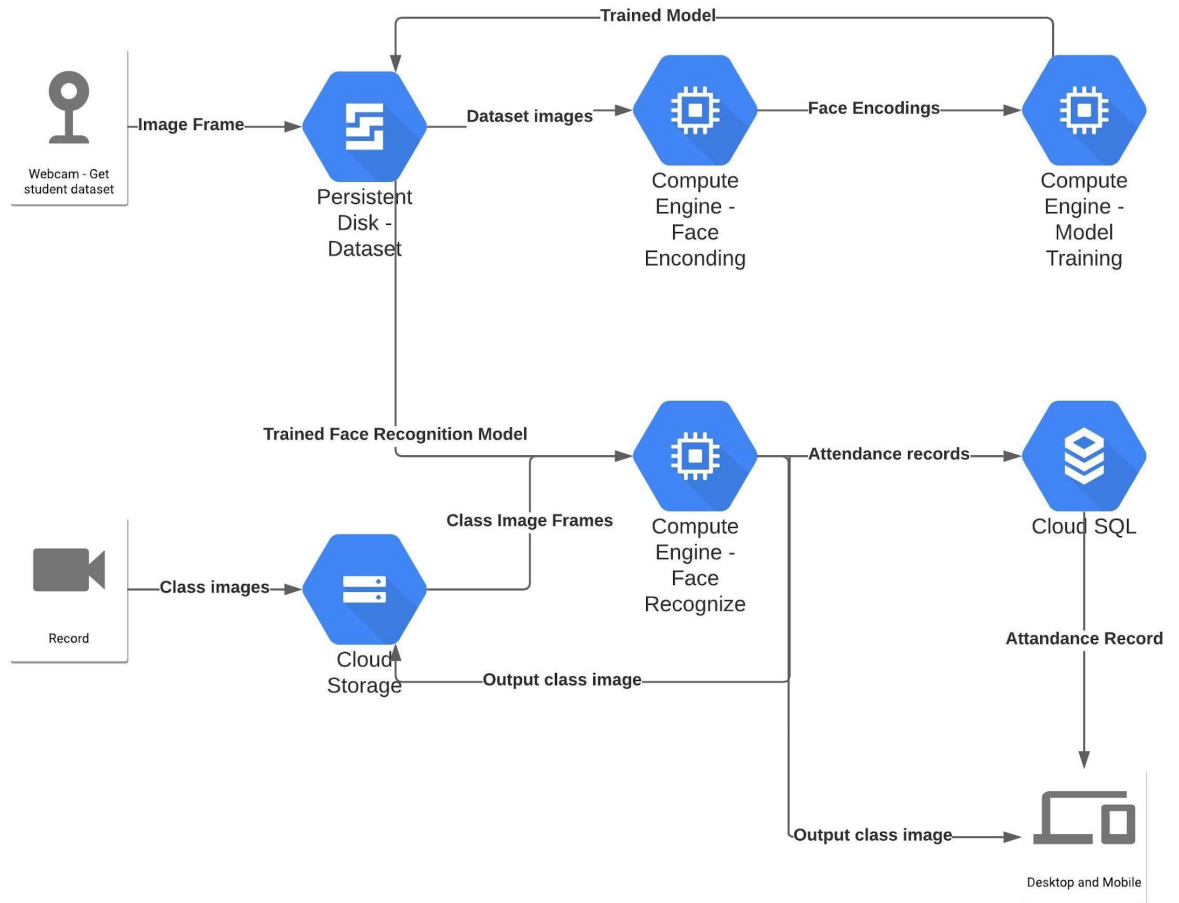 Trained Model
Image Frame
Dataset images
Face Encodings
Webcam - Get
student dataset
Persistent
Disk -
Dataset
Compute
Engine -
Face
Enconding
Compute
Engine -
Model
Training
Trained Face Recognition Model
Attendance records
Class Image Frames
Compute
Engine -
Face
Recognize
Cloud SQL
Class images
Record
Cloud
Storage
Output class image
Attandance Record
Output class image
Desktop and Mobile